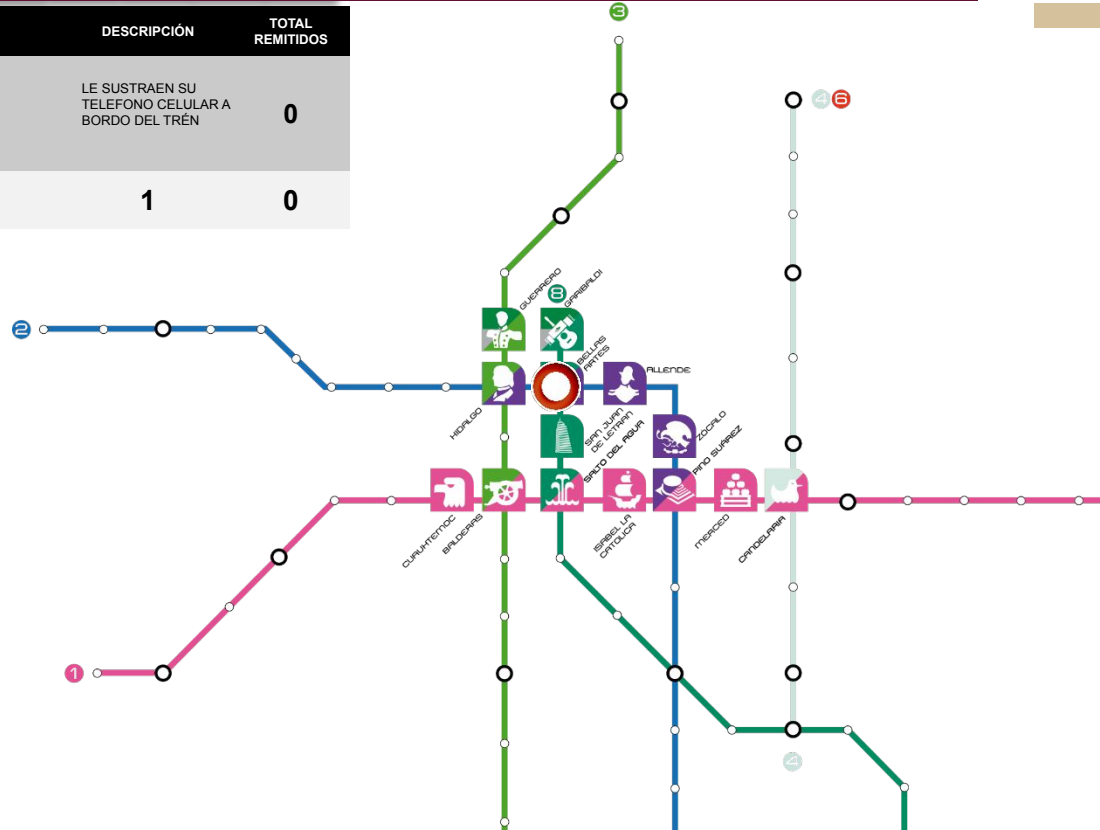 DESCRIPCIÓN
TOTAL
REMITIDOS
LE SUSTRAEN SU
TELEFONO CELULAR A
BORDO DEL TRÉN
0
1
0
3
4
6
GUERRERO
8
GARIBALDI
2
BELLAS
ARTES
ALLENDE
HIDALGO
SAN JUAN
DE LETRAN
ZOCALO
SALTO DEL AGUA
PINO SUÁREZ
CUAUHTEMOC
BALDERAS
ISABEL LA
CATOLICA
MERCED
CANDELARIA
1
4